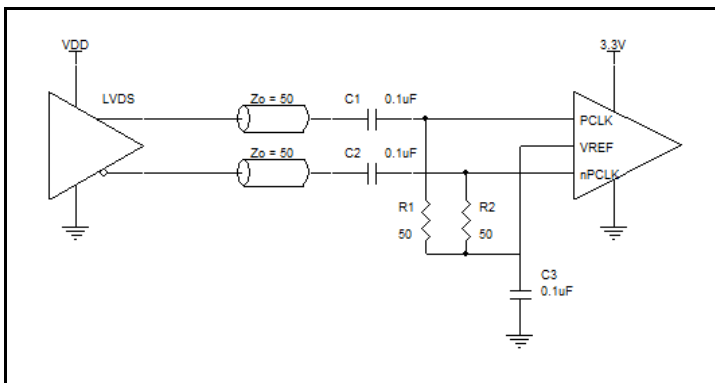 VDD
3.3V
LVDS
Zo = 50
C1
0.1uF
PCLK
VREF
Zo = 50
C2
0.1uF
nPCLK
R1
50
R2
50
C3
0.1uF